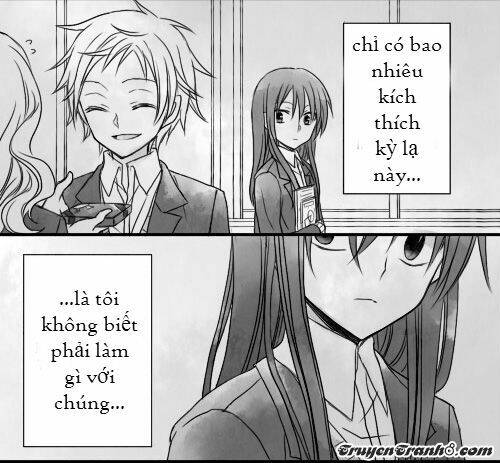 chỉ có bao
nhiêu
kích
thích
kỳ lạ
này...
...là tôi
không biết
phải làm
gì với
chúng...
TruyenTranh8.com